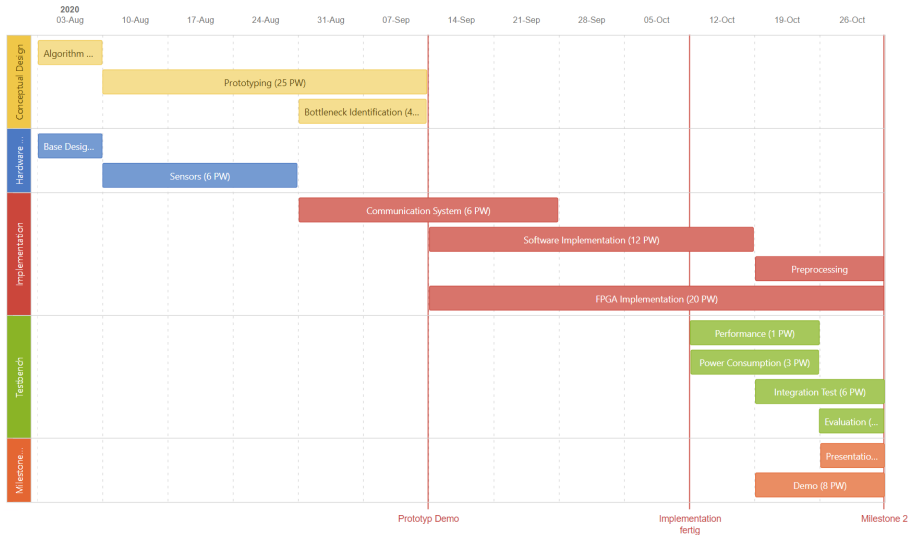 2020
03-Aug 10-Aug 17-Aug 24-Aug 31-Aug 07-Sep 14-Sep 21-Sep 28-Sep 05-Oct 12-Oct 19-Oct 26-Oct
Conceptual Design
Algorithm ...
Prototyping (25 PW)
Bottleneck Identification (4...
Hardware ...
Base Desig...
Sensors (6 PW)
Implementation
Communication System (6 PW)
Software Implementation (12 PW)
Preprocessing
FPGA Implementation (20 PW)
Testbench
Performance (1 PW)
Power Consumption (3 PW)
Integration Test (6 PW)
Evaluation (...
Milestone...
Presentatio...
Demo (8 PW)
Prototyp Demo
Implementation
fertig
Milestone 2